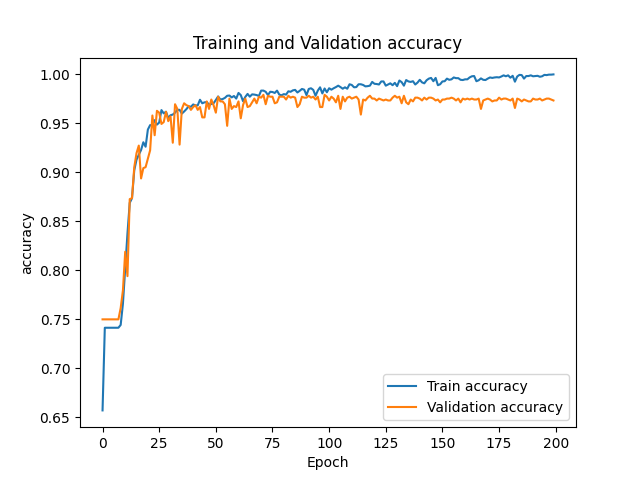 Training and Validation accuracy
1.00
0.95
0.90
0.85
0.80
0.75
0.70
0.65
accuracy
0 25 50 75 100 125 150 175 200
Epoch
Train accuracy
Validation accuracy